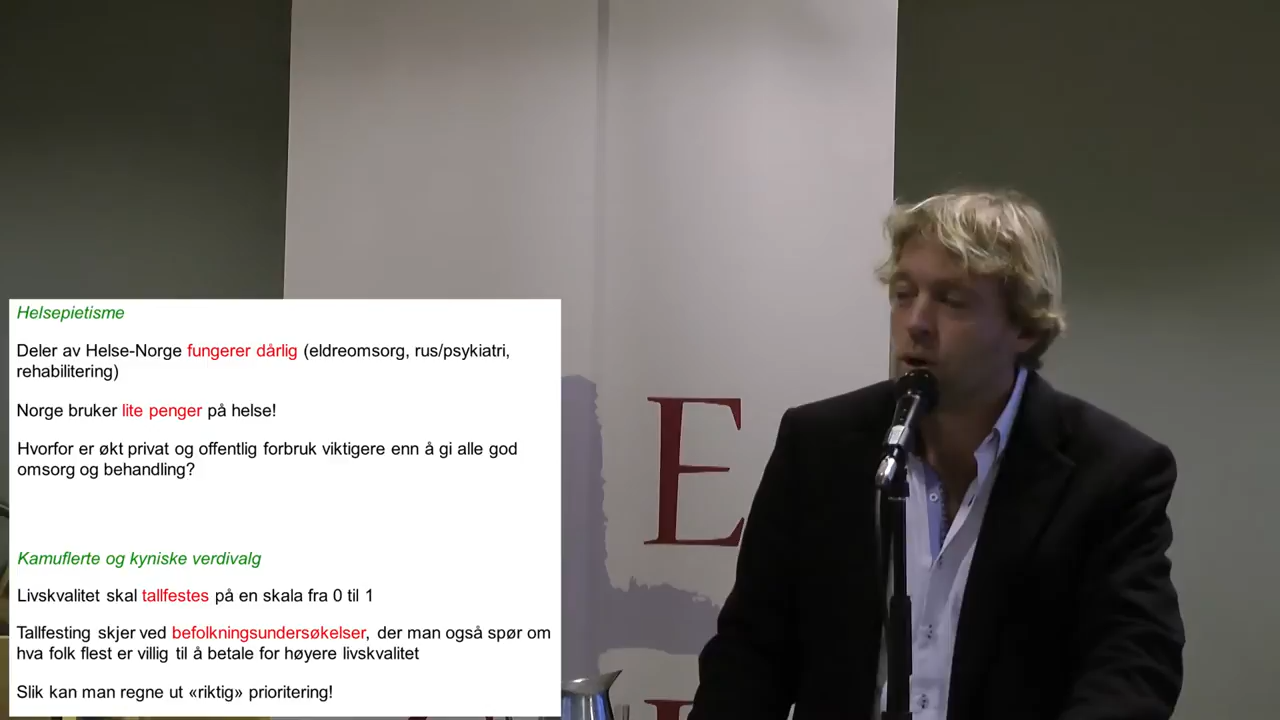 Helsepietisme
Deler av Helse-Norge fungerer dårlig (eldreomsorg, rus/psykiatri,
rehabilitering)
Norge bruker lite penger på helse!
Hvorfor er økt privat og offentlig forbruk viktigere enn å gi alle god
omsorg og behandling?
Kamuflerte og kyniske verdivalg
Livskvalitet skal tallfestes på en skala fra 0 til 1
Tallfesting skjer ved befolkningsundersøkelser, der man også spør om
hva folk flest er villig til å betale for høyere livskvalitet
Slik kan man regne ut «riktig» prioritering!
E